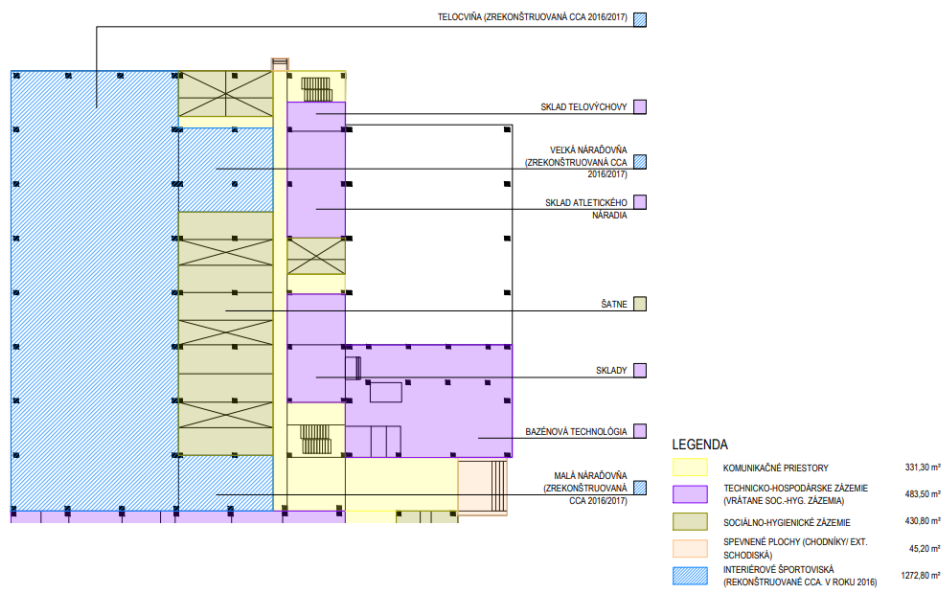 TELOCVIŇA (ZREKONŠTRUOVANÁ CCA 2016/2017)
SKLAD TELOVÝCHOVY
VEĽKÁ NÁRAĎOVŇA
(ZREKONŠTRUOVANÁ CCA
2016/2017)
SKLAD ATLETICKÉHO
NÁRADIA
ŠATNE
SKLADY
BAZÉNOVÁ TECHNOLÓGIA
MALÁ NÁRAĎOVŇA
(ZREKONŠTRUOVANÁ
CCA 2016/2017)
LEGENDA
KOMUNIKAČNÉ PRIESTORY 331,30 m²
TECHNICKO-HOSPODÁRSKE ZÁZEMIE
(VRÁTANE SOC.-HYG. ZÁZEMIA) 483,50 m²
SOCIÁLNO-HYGIENICKÉ ZÁZEMIE 430,80 m²
SPEVNENÉ PLOCHY (CHODNÍKY/ EXT.
SCHODISKÁ) 45,20 m²
INTERIÉROVÉ ŠPORTOVISKÁ
(REKONŠTRUOVANÉ CCA. V ROKU 2016) 1272,80 m²